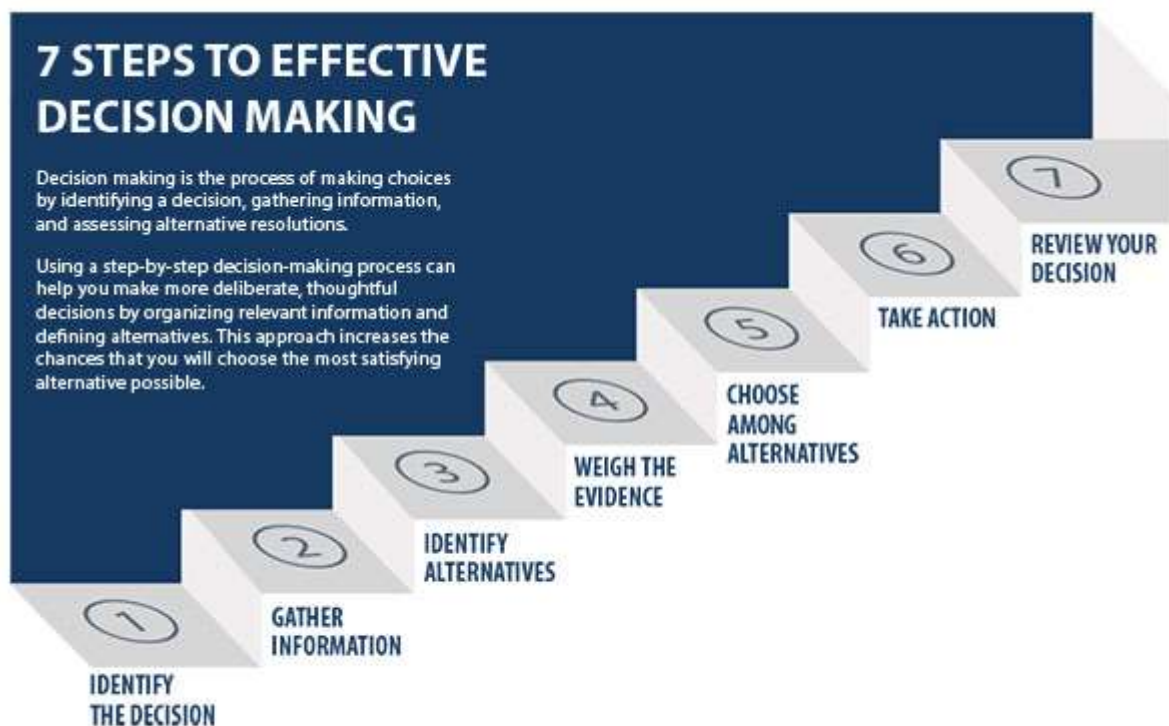 7 STEPS TO EFFECTIVE
DECISION MAKING
Decision making is the process of making choices
by identifying a decision, gathering information,
and assessing alternative resolutions.
Using a step-by-step decision-making process can
help you make more deliberate, thoughtful
decisions by organizing relevant information and
defining alternatives. This approach increases the
chances that you will choose the most satisfying
alternative possible.
1
IDENTIFY
THE DECISION
2
GATHER
INFORMATION
3
IDENTIFY
ALTERNATIVES
4
WEIGH THE
EVIDENCE
5
CHOOSE
AMONG
ALTERNATIVES
6
TAKE ACTION
7
REVIEW YOUR
DECISION